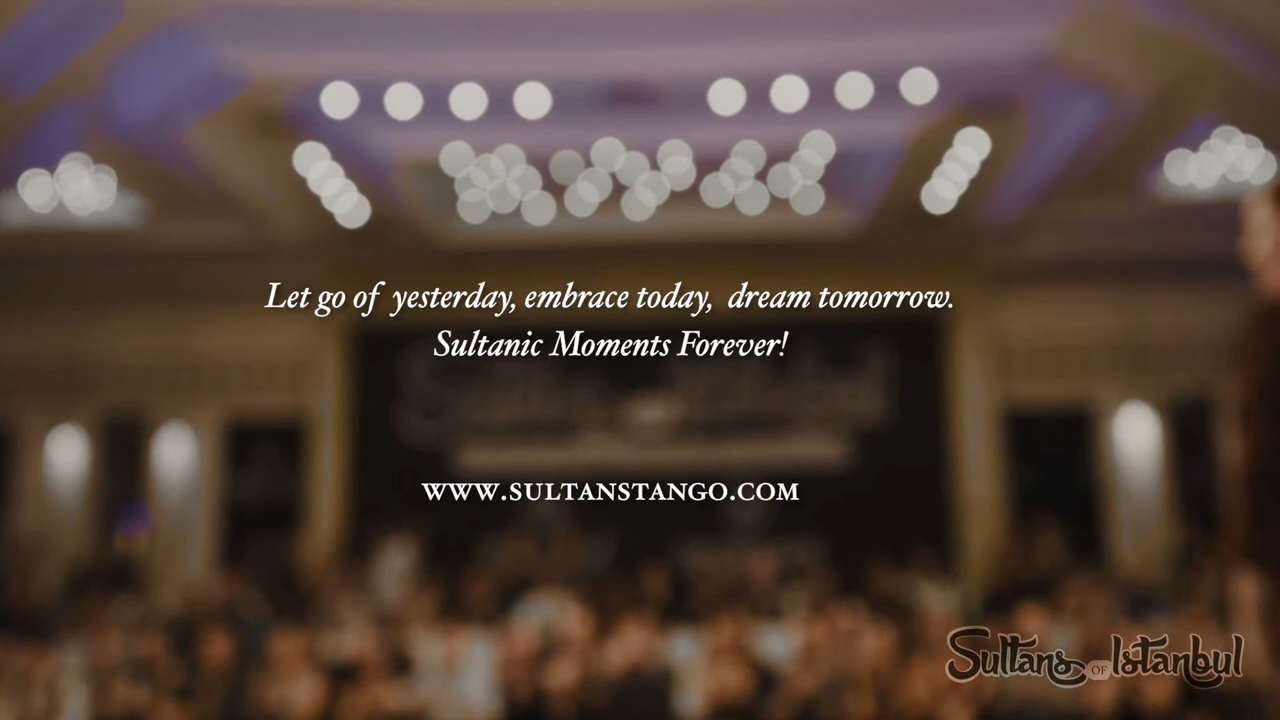 Let go of yesterday, embrace today, dream tomorrow.
Sultanic Moments Forever!
www.sultanstango.com
Sultans of Istanbul